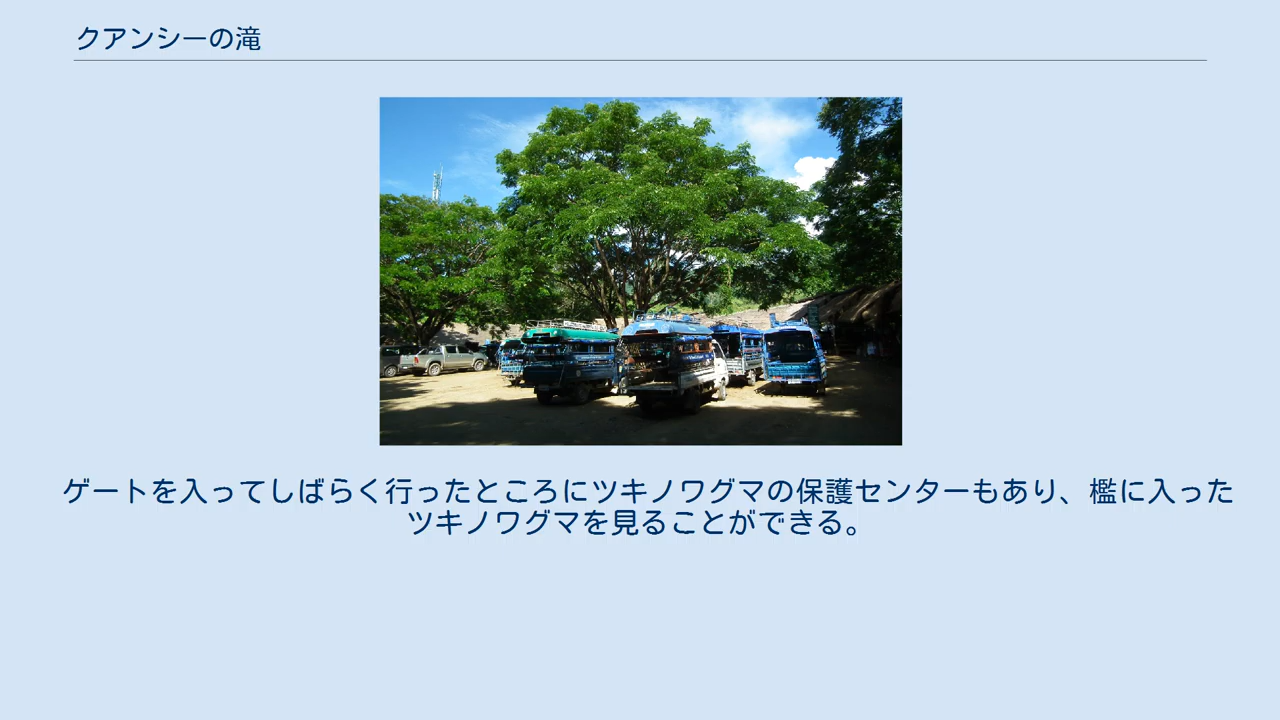 クアンシーの滝
ゲートを入ってしばらく行ったところにツキノワグマの保護センターもあり、檻に入った
ツキノワグマを見ることができる。